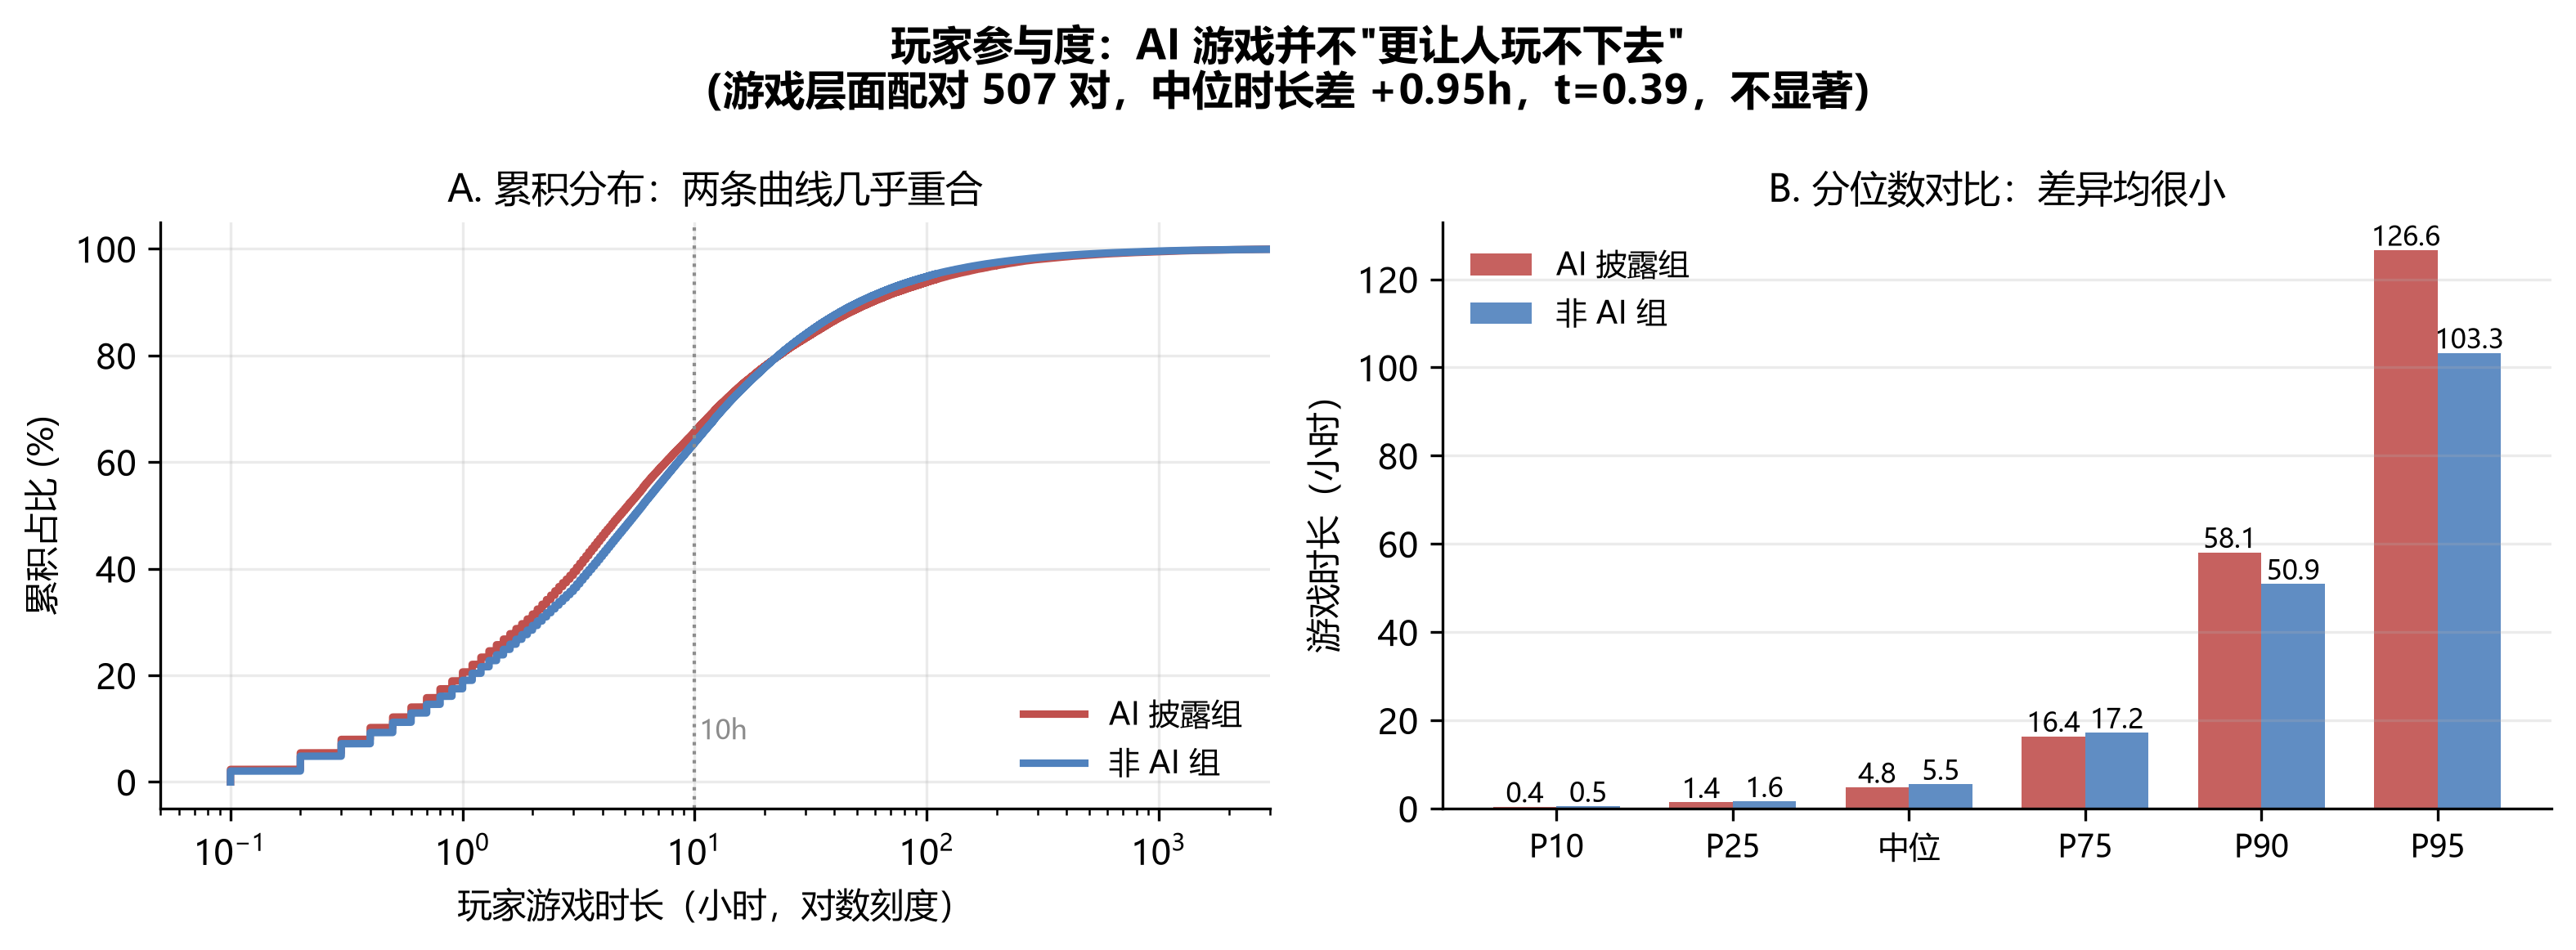 玩家参与度：AI 游戏并不"更让人玩不下去"
(游戏层面配对 507 对，中位时长差 +0.95h，t=0.39，不显著)
A. 累积分布：两条曲线几乎重合
累积占比 (%)
100
80
60
40
20
0
10h
AI 披露组
非 AI 组
10⁻¹
10⁰
10¹
10²
10³
玩家游戏时长（小时，对数刻度）
B. 分位数对比：差异均很小
游戏时长（小时）
120
100
80
60
40
20
0
AI 披露组
非 AI 组
0.4
0.5
1.4
1.6
4.8
5.5
16.4
17.2
58.1
50.9
126.6
103.3
P10
P25
中位
P75
P90
P95